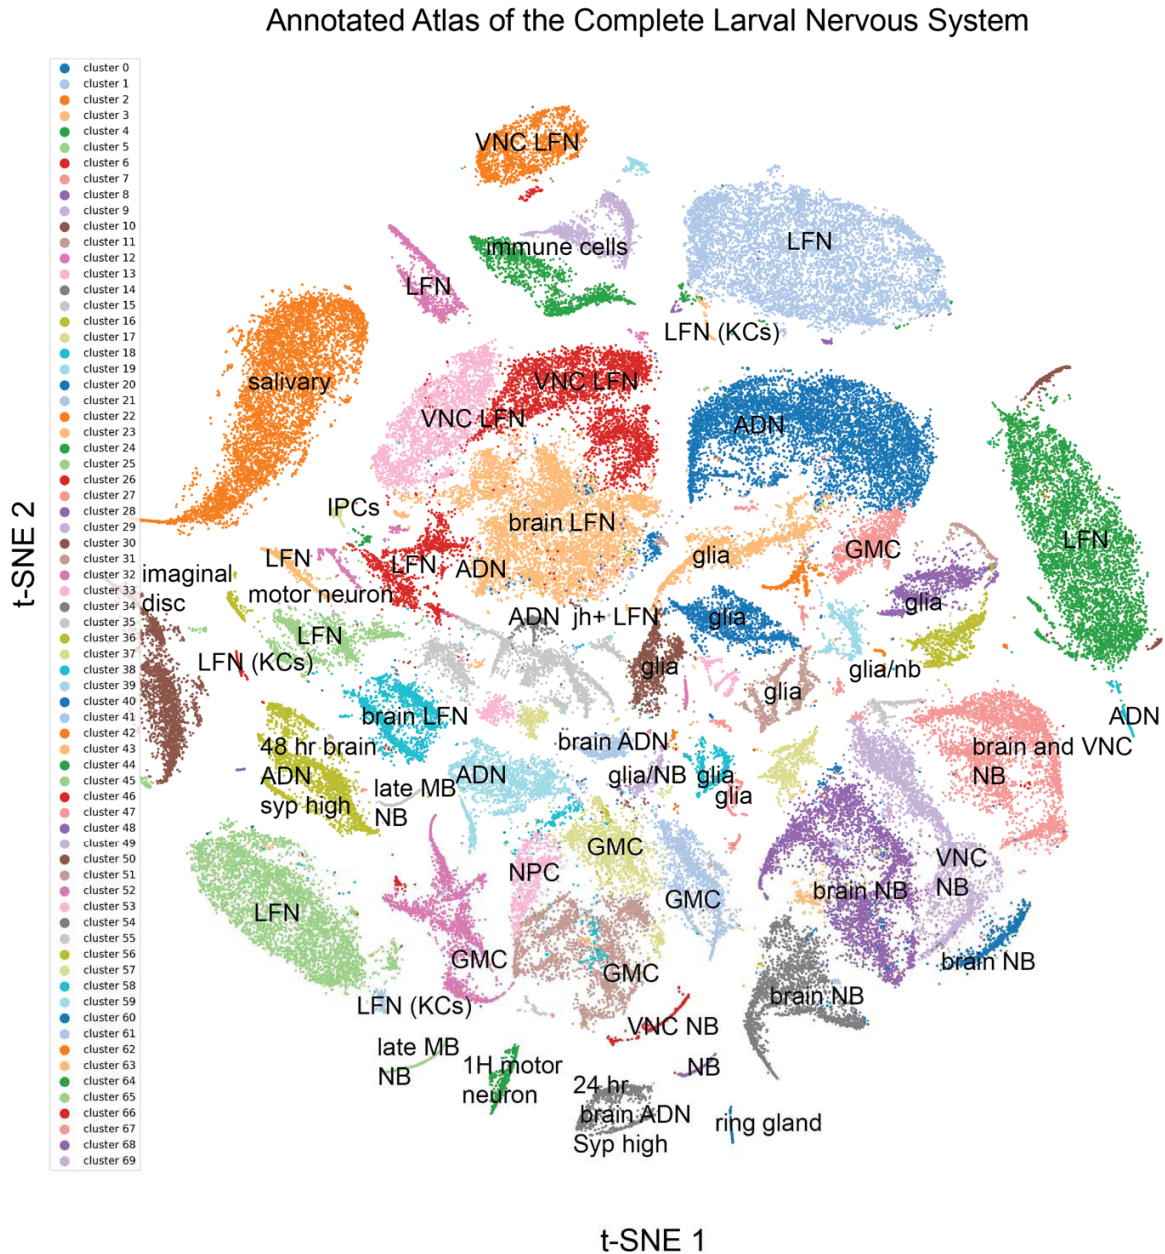 Annotated Atlas of the Complete Larval Nervous System
cluster 0
cluster 1
cluster 2
cluster 3
cluster 4
cluster 5
cluster 6
cluster 7
cluster 8
cluster 9
cluster 10
cluster 11
cluster 12
cluster 13
cluster 14
cluster 15
cluster 16
cluster 17
cluster 18
cluster 19
cluster 20
cluster 21
cluster 22
cluster 23
cluster 24
cluster 25
cluster 26
cluster 27
cluster 28
cluster 29
cluster 30
cluster 31
cluster 32
cluster 33
cluster 34
cluster 35
cluster 36
cluster 37
cluster 38
cluster 39
cluster 40
cluster 41
cluster 42
cluster 43
cluster 44
cluster 45
cluster 46
cluster 47
cluster 48
cluster 49
cluster 50
cluster 51
cluster 52
cluster 53
cluster 54
cluster 55
cluster 56
cluster 57
cluster 58
cluster 59
cluster 60
cluster 61
cluster 62
cluster 63
cluster 64
cluster 65
cluster 66
cluster 67
cluster 68
cluster 69
t-SNE 2
VNC LFN
immune cells
LFN
LFN
LFN (KCs)
salivary
VNC LFN
VNC LFN
ADN
IPCs
brain LFN
LFN
LFN
ADN
glia
GMC
LFN
imaginal
disc
motor neuron
ADN
jh+ LFN
glia
glia
LFN
LFN (KCs)
glia
glia
glia/nb
ADN
brain LFN
brain ADN
brain and VNC
NB
48 hr brain
ADN
syp high
late MB
NB
ADN
glia/NB
glia
glia
GMC
NPC
GMC
VNC
NB
brain NB
LFN
GMC
GMC
brain NB
brain NB
LFN (KCs)
VNC NB
late MB
NB
1H motor
neuron
NB
24 hr
brain ADN
Syp high
ring gland
t-SNE 1